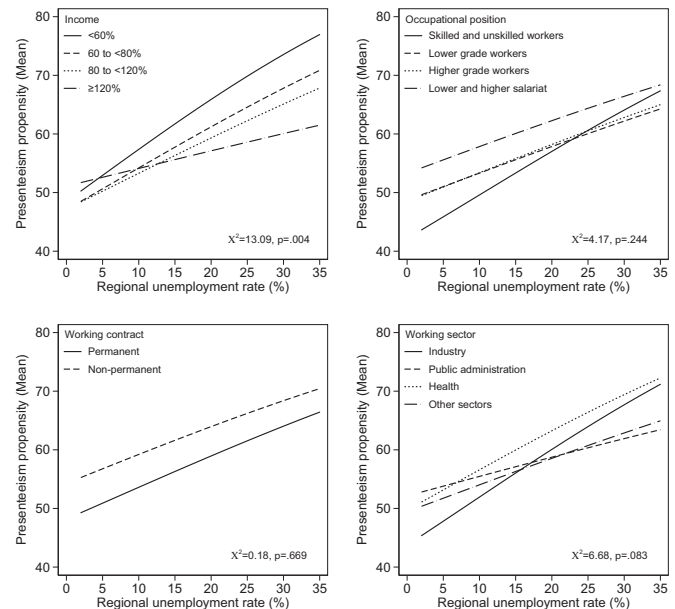 Income
<60%
60 to <80%
80 to <120%
≥120%
80
70
60
50
40
Presenteeism propensity (Mean)
X²=13.09, p=.004
0 5 10 15 20 25 30 35
Regional unemployment rate (%)
Occupational position
Skilled and unskilled workers
Lower grade workers
Higher grade workers
Lower and higher salariat
80
70
60
50
40
Presenteeism propensity (Mean)
X²=4.17, p=.244
0 5 10 15 20 25 30 35
Regional unemployment rate (%)
Working contract
Permanent
Non-permanent
80
70
60
50
40
Presenteeism propensity (Mean)
X²=0.18, p=.669
0 5 10 15 20 25 30 35
Regional unemployment rate (%)
Working sector
Industry
Public administration
Health
Other sectors
80
70
60
50
40
Presenteeism propensity (Mean)
X²=6.68, p=.083
0 5 10 15 20 25 30 35
Regional unemployment rate (%)